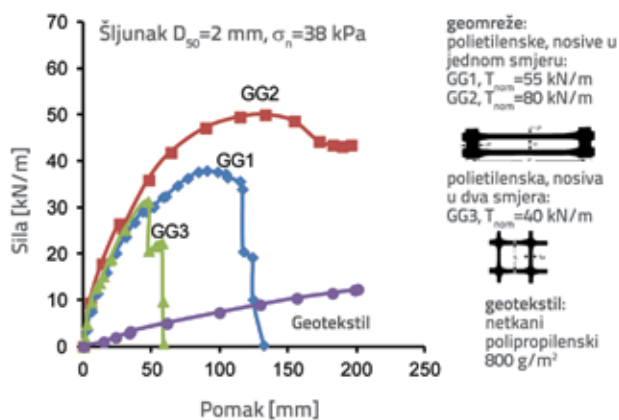 Šljunak D₅₀=2 mm, σₙ=38 kPa
Sila [kN/m]
70
60
50
40
30
20
10
0
GG2
GG1
GG3
Geotekstil
0
50
100
150
200
250
Pomak [mm]
geomreže:
polietilenske, nosive u
jednom smjeru:
GG1, Tₙₒₘ=55 kN/m
GG2, Tₙₒₘ=80 kN/m
polietilenska, nosiva
u dva smjera:
GG3, Tₙₒₘ=40 kN/m
geotekstil:
netkani
polipropilenski
800 g/m²